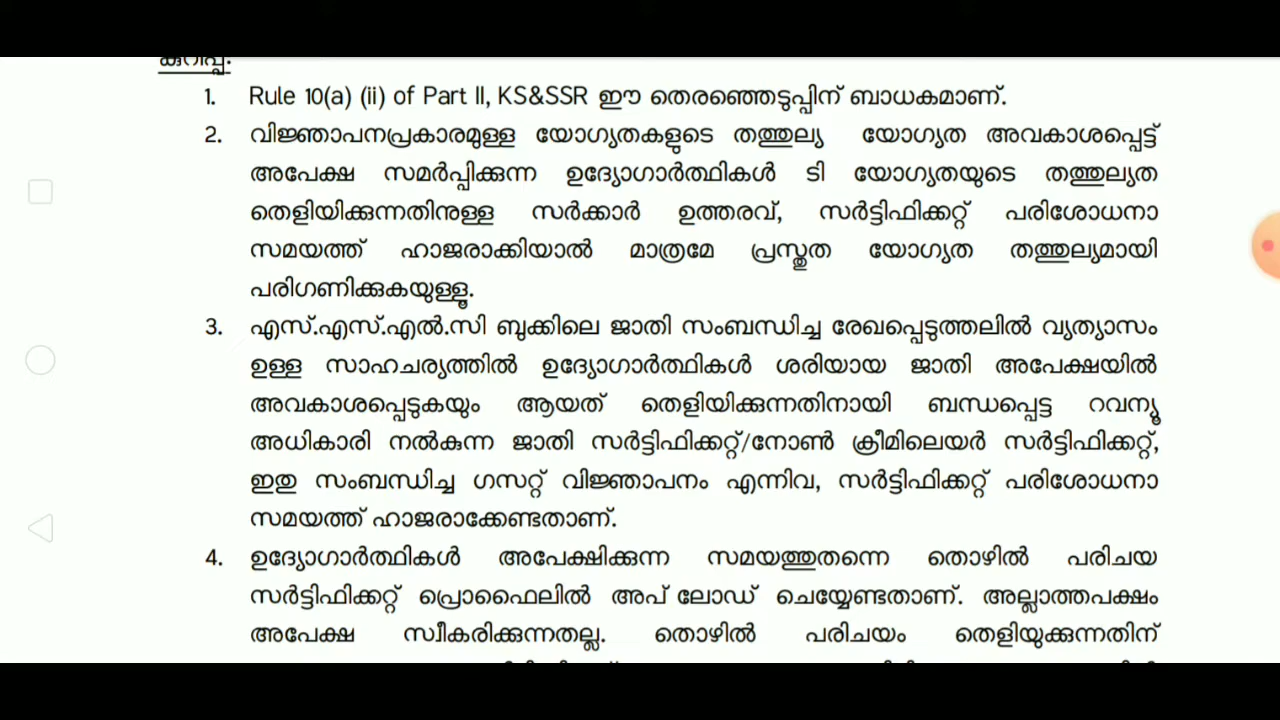 കുറിപ്പ്:
1. Rule 10(a) (ii) of Part II, KS&SSR ഈ തെരഞ്ഞെടുപ്പിന് ബാധകമാണ്.
2. വിജ്ഞാപനപ്രകാരമുള്ള യോഗ്യതകളുടെ തത്തുല്യ യോഗ്യത അവകാശപ്പെട്ട്
അപേക്ഷ സമർപ്പിക്കുന്ന ഉദ്യോഗാർത്ഥികൾ ടി യോഗ്യതയുടെ തത്തുല്യത
തെളിയിക്കുന്നതിനുള്ള സർക്കാർ ഉത്തരവ്, സർട്ടിഫിക്കറ്റ് പരിശോധനാ
സമയത്ത് ഹാജരാക്കിയാൽ മാത്രമേ പ്രസ്തുത യോഗ്യത തത്തുല്യമായി
പരിഗണിക്കുകയുള്ളൂ.
3. എസ്.എസ്.എൽ.സി ബുക്കിലെ ജാതി സംബന്ധിച്ച രേഖപ്പെടുത്തലിൽ വ്യത്യാസം
ഉള്ള സാഹചര്യത്തിൽ ഉദ്യോഗാർത്ഥികൾ ശരിയായ ജാതി അപേക്ഷയിൽ
അവകാശപ്പെടുകയും ആയത് തെളിയിക്കുന്നതിനായി ബന്ധപ്പെട്ട റവന്യൂ
അധികാരി നൽകുന്ന ജാതി സർട്ടിഫിക്കറ്റ്/നോൺ ക്രീമിലെയർ സർട്ടിഫിക്കറ്റ്,
ഇതു സംബന്ധിച്ച ഗസറ്റ് വിജ്ഞാപനം എന്നിവ, സർട്ടിഫിക്കറ്റ് പരിശോധനാ
സമയത്ത് ഹാജരാക്കേണ്ടതാണ്.
4. ഉദ്യോഗാർത്ഥികൾ അപേക്ഷിക്കുന്ന സമയത്തുതന്നെ തൊഴിൽ പരിചയ
സർട്ടിഫിക്കറ്റ് പ്രൊഫൈലിൽ അപ് ലോഡ് ചെയ്യേണ്ടതാണ്. അല്ലാത്തപക്ഷം
അപേക്ഷ സ്വീകരിക്കുന്നതല്ല. തൊഴിൽ പരിചയം തെളിയുക്കുന്നതിന്